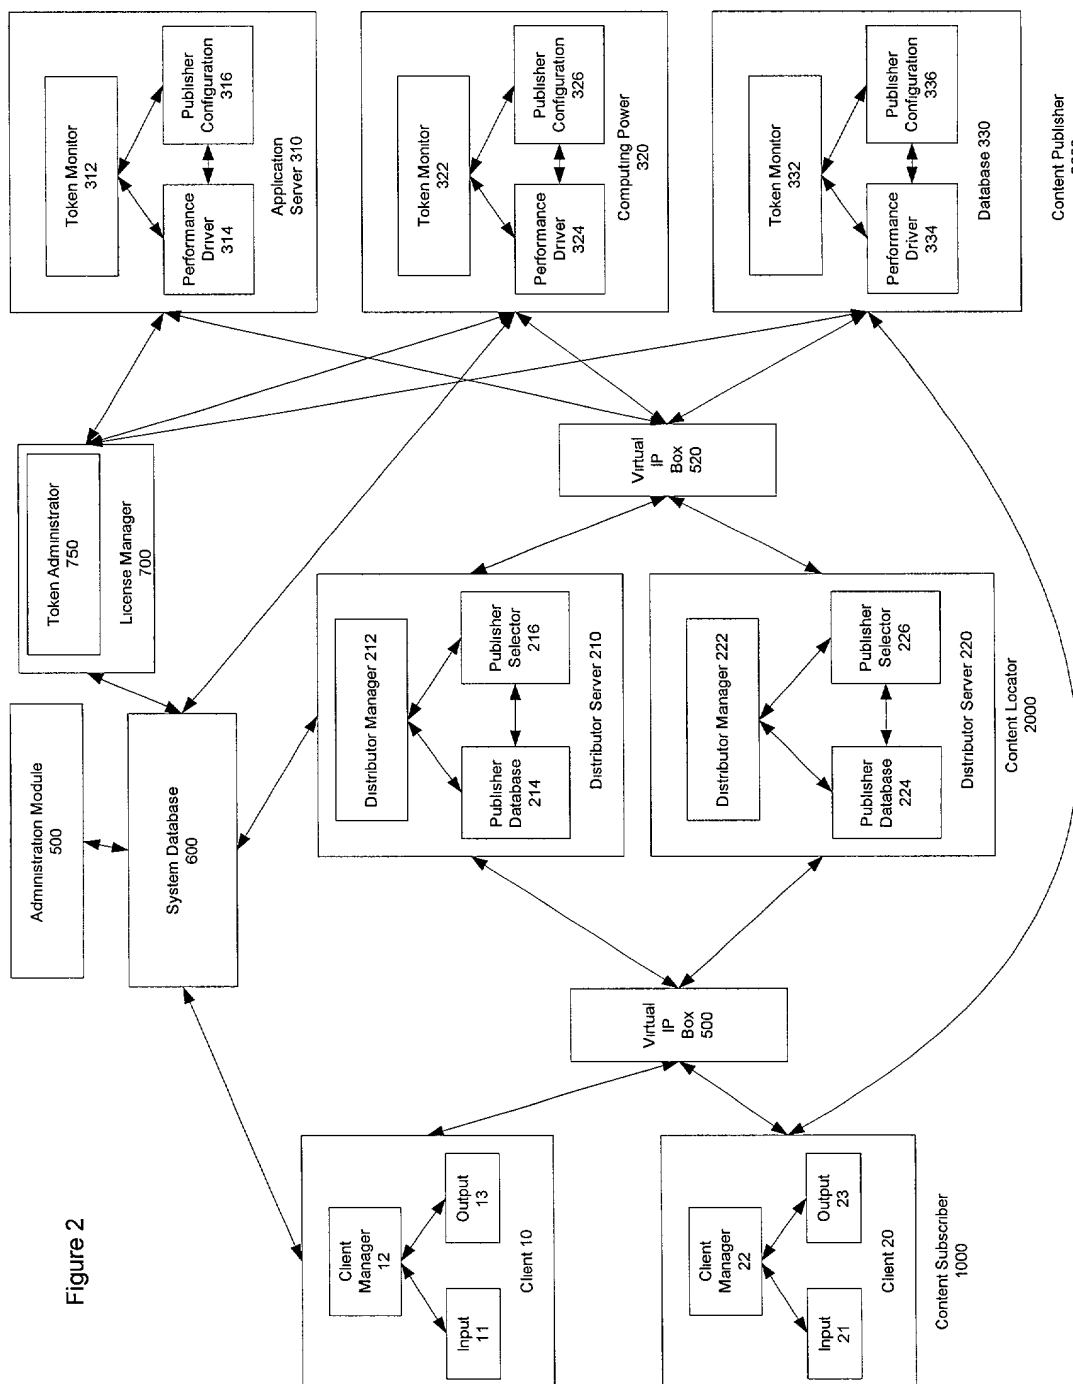 Figure 2
Client
Manager
12
Input
11
Output
13
Client 10
Client
Manager
22
Input
21
Output
23
Client 20
Content Subscriber
1000
Administration Module
500
System Database
600
Virtual
IP
Box 500
Distributor Manager 212
Publisher
Database
214
Publisher
Selector
216
Distributor Server 210
Distributor Manager 222
Publisher
Database
224
Publisher
Selector
226
Distributor Server 220
Content Locator
2000
Token Administrator
750
License Manager
700
Virtual
IP
Box 520
Token Monitor
312
Performance
Driver
314
Publisher
Configuration
316
Application
Server 310
Token Monitor
322
Performance
Driver
324
Publisher
Configuration
326
Computing Power
320
Token Monitor
332
Performance
Driver
334
Publisher
Configuration
336
Database 330
Content Publisher